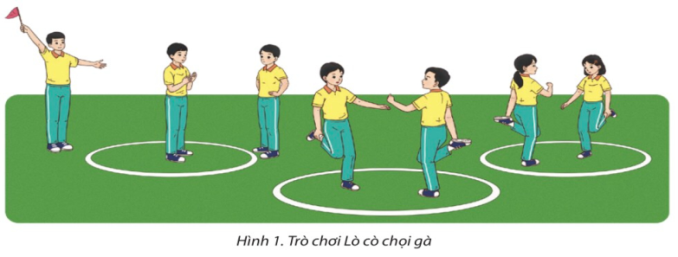 Hình 1. Trò chơi Lò cò chọi gà